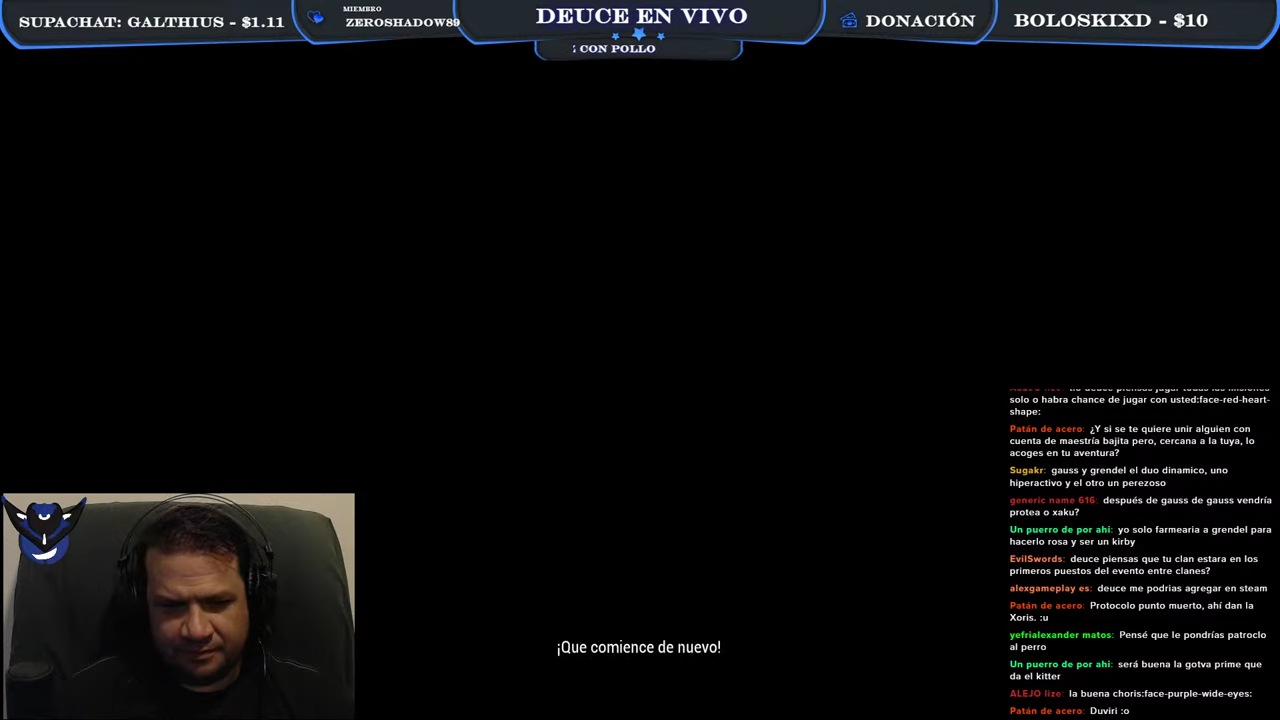 SUPACHAT: GALTHIUS - $1.11
MIEMBRO
ZEROSHADOW89
DEUCE EN VIVO
CON POLLO
DONACIÓN
BOLOSKIXD - $10
solo o habra chance de jugar con usted:face-red-heart-
shape:
Patán de acero: ¿Y si se te quiere unir alguien con
cuenta de maestría bajita pero, cercana a la tuya, lo
acoges en tu aventura?
Sugakr: gauss y grendel el duo dinamico, uno
hiperactivo y el otro un perezoso
generic name 616: después de gauss de gauss vendría
protea o xaku?
Un puerro de por ahi: yo solo farmearia a grendel para
hacerlo rosa y ser un kirby
EvilSwords: deuce piensas que tu clan estara en los
primeros puestos del evento entre clanes?
alexgameplay es: deuce me podrias agregar en steam
Patán de acero: Protocolo punto muerto, ahí dan la
Xoris. :u
yefrialexander matos: Pensé que le pondrías patroclo
al perro
Un puerro de por ahi: será buena la gotva prime que
da el kitter
ALEJO lize: la buena choris:face-purple-wide-eyes:
Patán de acero: Duviri :o
¡Que comience de nuevo!